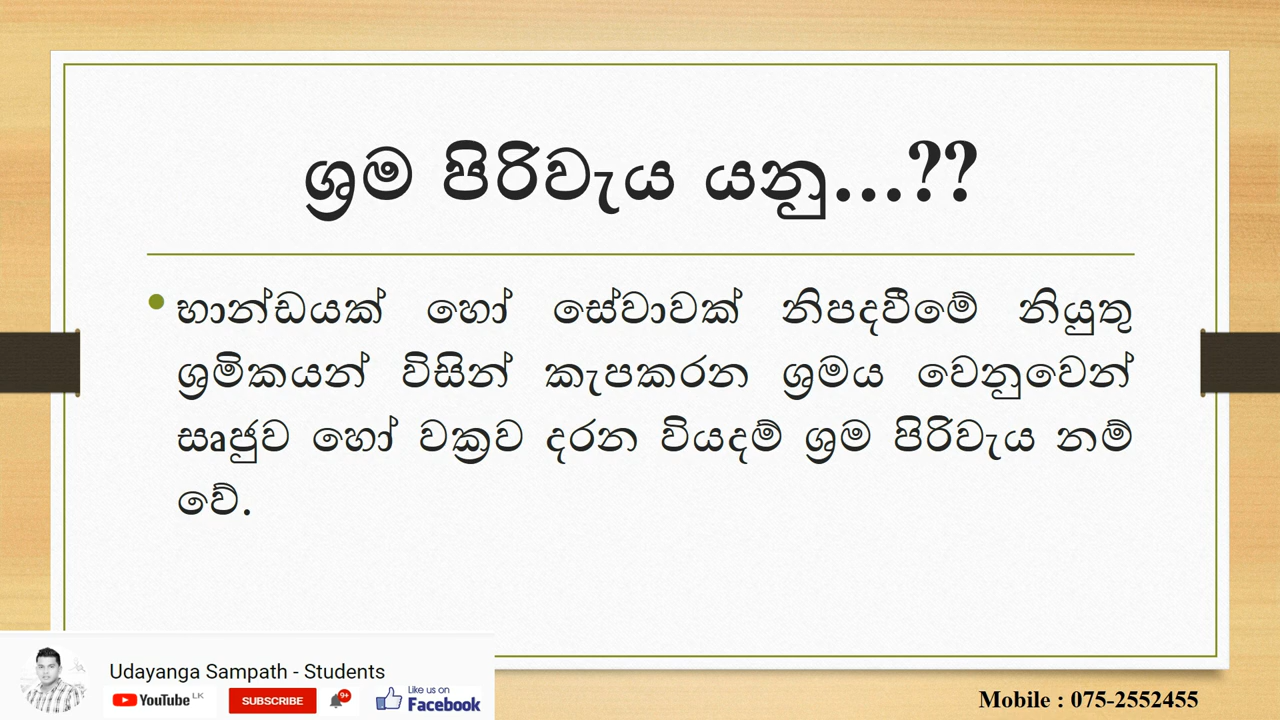 ශ්‍රම පිරිවැය යනු...??
• භාන්ඩයක් හෝ සේවාවක් නිපදවීමේ නියුතු
ශ්‍රමිකයන් විසින් කැපකරන ශ්‍රමය වෙනුවෙන්
සෘජුව හෝ වක්‍රව දරන වියදම් ශ්‍රම පිරිවැය නම්
වේ.
Udayanga Sampath - Students
YouTube LK SUBSCRIBE 9+ Like us on Facebook
Mobile : 075-2552455